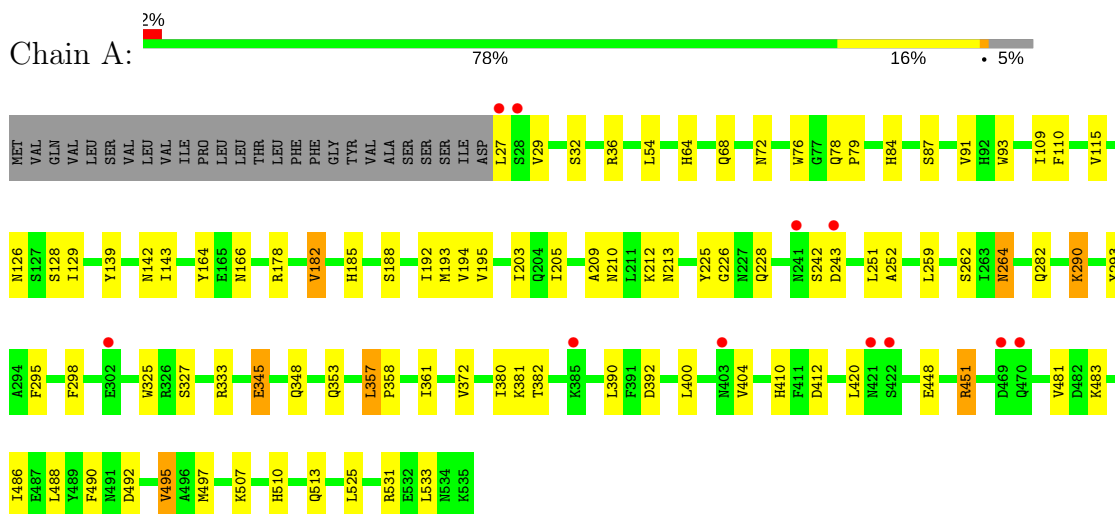 2%
Chain A:
78% 16% • 5%
MET VAL GLN VAL LEU SER VAL LEU VAL ILE PRO LEU LEU THR LEU PHE PHE GLY TYR VAL ALA SER SER SER ILE ASP L27 S28 V29 S32 R36 L54 H64 Q68 N72 W76 G77 Q78 P79 H84 S87 V91 H92 W93 I109 F110 V115
N126 S127 S128 I129 Y139 N142 I143 Y164 E165 N166 R178 V182 H185 S188 I192 M193 V194 V195 I203 Q204 I205 A209 N210 L211 K212 N213 Y225 G226 N227 Q228 N241 S242 D243 L251 A252 L259 S262 I263 N264 Q282 K290 Y293
A294 F295 F298 E302 W325 R326 S327 R333 E345 Q348 Q353 L357 P358 I361 V372 I380 K381 T382 K385 L390 F391 D392 L400 N403 V404 H410 F411 D412 L420 N421 S422 E448 R451 D469 Q470 V481 D482 K483
I486 E487 L488 Y489 F490 N491 D492 V495 A496 M497 K507 H510 Q513 L525 R531 E532 L533 N534 K535